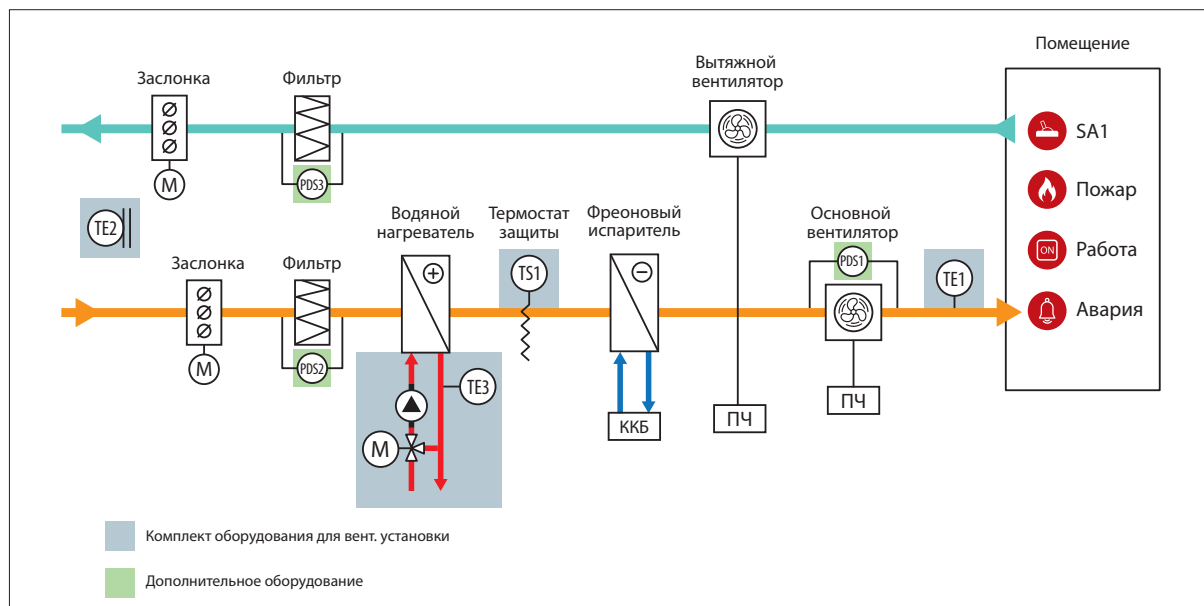 Помещение
Заслонка
Фильтр
Вытяжной
вентилятор
SA1
M
PDS3
Пожар
TE2
Водяной
нагреватель
Термостат
защиты
Фреоновый
испаритель
Основной
вентилятор
Работа
ON
Заслонка
Фильтр
TS1
PDS1
TE1
Авария
M
PDS2
TE3
ПЧ
ПЧ
ККБ
M
Комплект оборудования для вент. установки
Дополнительное оборудование